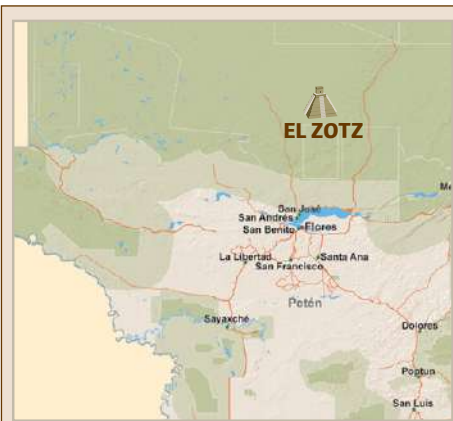 EL ZOTZ
San José
San Andrés
San Benito
Flores
La Libertad
Santa Ana
San Francisco
Petén
Sayaxché
Dolores
Poptun
San Luis